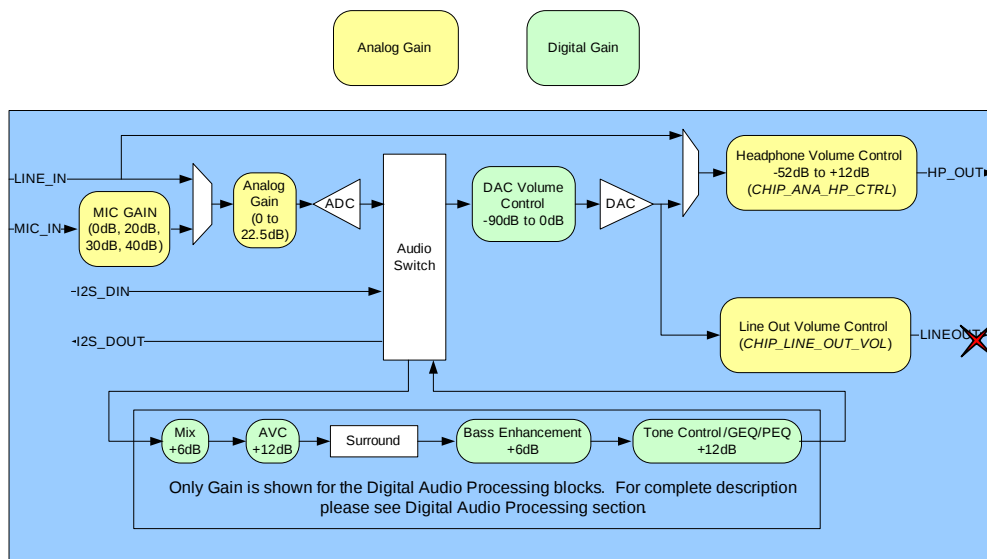 Analog Gain
Digital Gain
LINE_IN
MIC_IN
MIC GAIN
(0dB, 20dB,
30dB, 40dB)
Analog
Gain
(0 to
22.5dB)
ADC
Audio
Switch
DAC Volume
Control
-90dB to 0dB
DAC
Headphone Volume Control
-52dB to +12dB
(CHIP_ANA_HP_CTRL)
HP_OUT
I2S_DIN
I2S_DOUT
Line Out Volume Control
(CHIP_LINE_OUT_VOL)
LINEOUT
Mix
+6dB
AVC
+12dB
Surround
Bass Enhancement
+6dB
Tone Control/GEQ/PEQ
+12dB
Only Gain is shown for the Digital Audio Processing blocks. For complete description
please see Digital Audio Processing section.